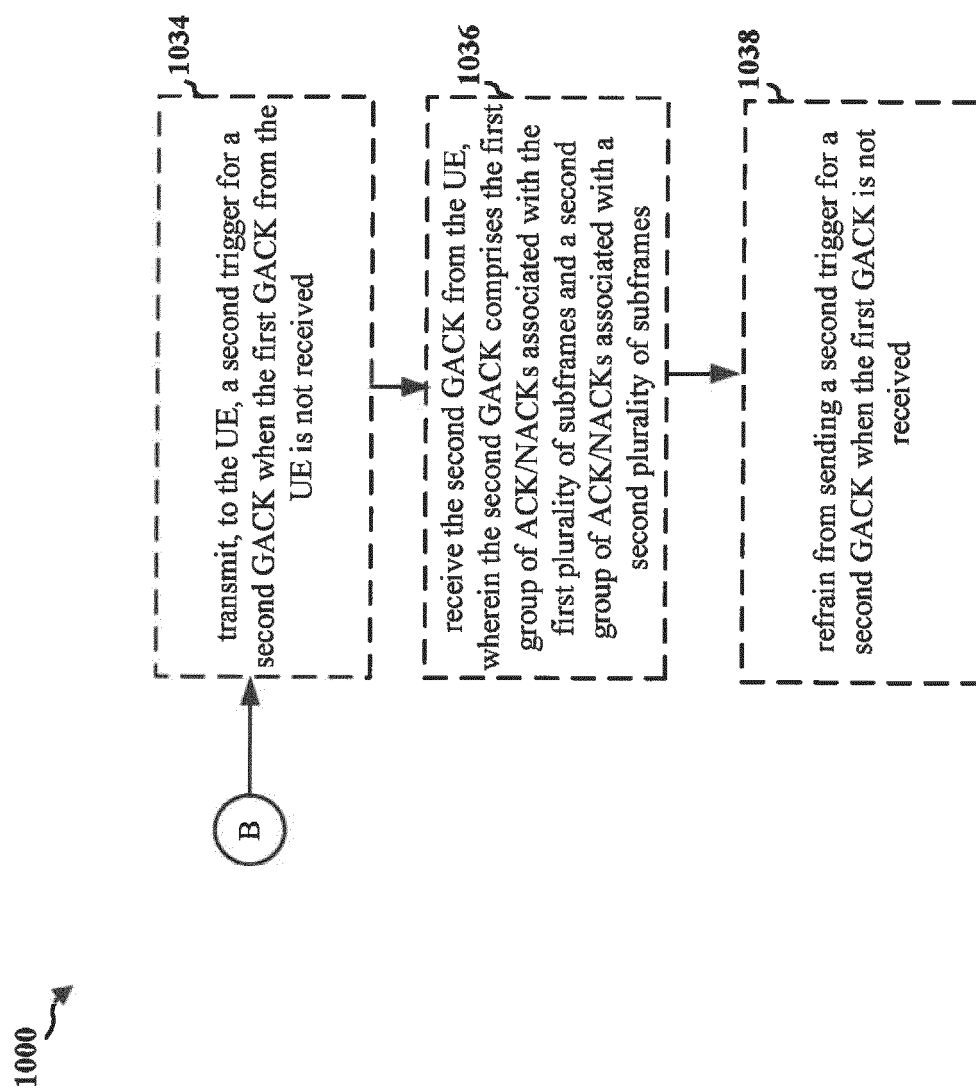 1000
B
1034
transmit, to the UE, a second trigger for a
second GACK when the first GACK from the
UE is not received
1036
receive the second GACK from the UE,
wherein the second GACK comprises the first
group of ACK/NACKs associated with the
first plurality of subframes and a second
group of ACK/NACKs associated with a
second plurality of subframes
1038
refrain from sending a second trigger for a
second GACK when the first GACK is not
received